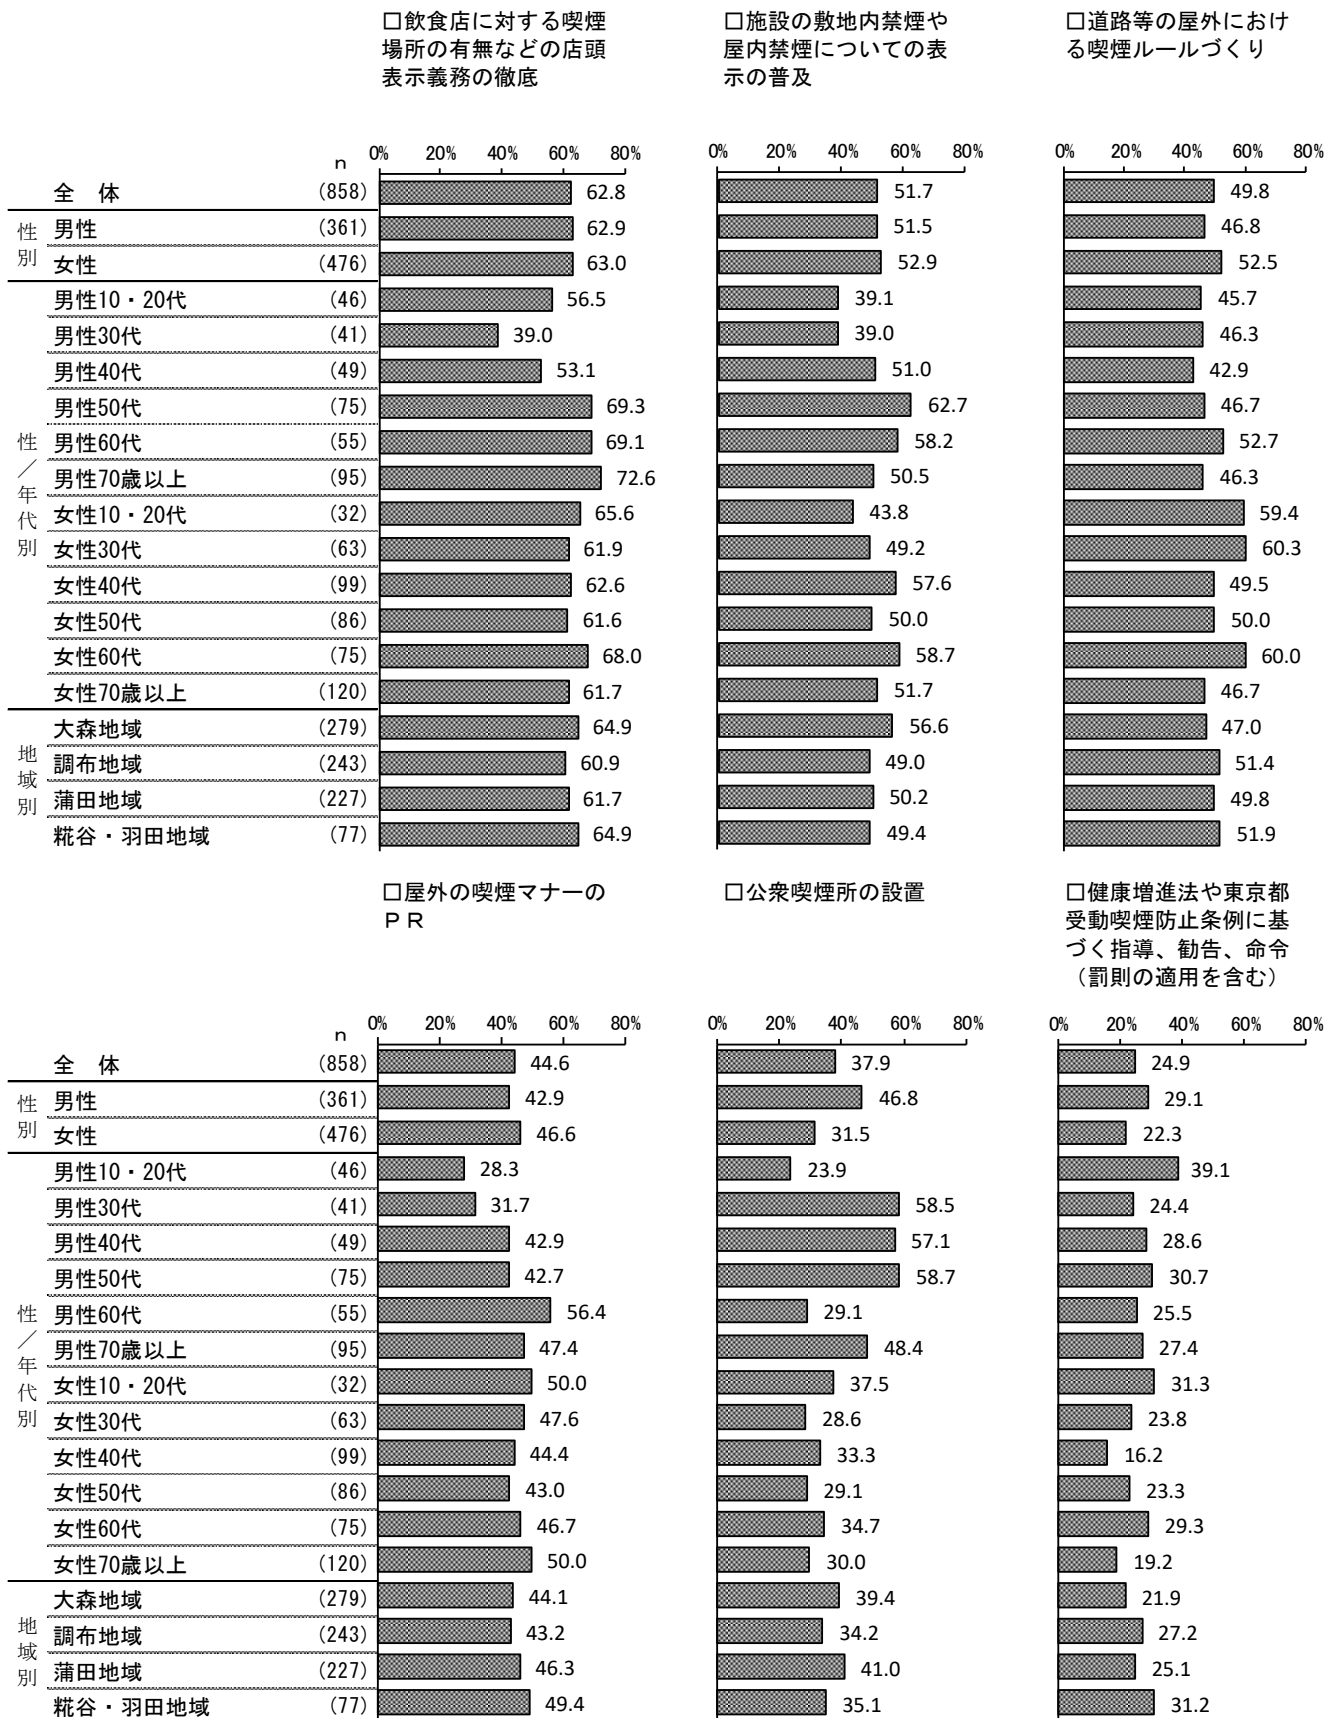 □飲食店に対する喫煙
場所の有無などの店頭
表示義務の徹底
□施設の敷地内禁煙や
屋内禁煙についての表
示の普及
□道路等の屋外におけ
る喫煙ルールづくり
n 0% 20% 40% 60% 80% 0% 20% 40% 60% 80% 0% 20% 40% 60% 80%
全 体 (858) 62.8 51.7 49.8
性別
男性 (361) 62.9 51.5 46.8
女性 (476) 63.0 52.9 52.5
性/年代別
男性10・20代 (46) 56.5 39.1 45.7
男性30代 (41) 39.0 39.0 46.3
男性40代 (49) 53.1 51.0 42.9
男性50代 (75) 69.3 62.7 46.7
男性60代 (55) 69.1 58.2 52.7
男性70歳以上 (95) 72.6 50.5 46.3
女性10・20代 (32) 65.6 43.8 59.4
女性30代 (63) 61.9 49.2 60.3
女性40代 (99) 62.6 57.6 49.5
女性50代 (86) 61.6 50.0 50.0
女性60代 (75) 68.0 58.7 60.0
女性70歳以上 (120) 61.7 51.7 46.7
地域別
大森地域 (279) 64.9 56.6 47.0
調布地域 (243) 60.9 49.0 51.4
蒲田地域 (227) 61.7 50.2 49.8
糀谷・羽田地域 (77) 64.9 49.4 51.9
□屋外の喫煙マナーの
PR
□公衆喫煙所の設置
□健康増進法や東京都
受動喫煙防止条例に基
づく指導、勧告、命令
(罰則の適用を含む)
n 0% 20% 40% 60% 80% 0% 20% 40% 60% 80% 0% 20% 40% 60% 80%
全 体 (858) 44.6 37.9 24.9
性別
男性 (361) 42.9 46.8 29.1
女性 (476) 46.6 31.5 22.3
性/年代別
男性10・20代 (46) 28.3 23.9 39.1
男性30代 (41) 31.7 58.5 24.4
男性40代 (49) 42.9 57.1 28.6
男性50代 (75) 42.7 58.7 30.7
男性60代 (55) 56.4 29.1 25.5
男性70歳以上 (95) 47.4 48.4 27.4
女性10・20代 (32) 50.0 37.5 31.3
女性30代 (63) 47.6 28.6 23.8
女性40代 (99) 44.4 33.3 16.2
女性50代 (86) 43.0 29.1 23.3
女性60代 (75) 46.7 34.7 29.3
女性70歳以上 (120) 50.0 30.0 19.2
地域別
大森地域 (279) 44.1 39.4 21.9
調布地域 (243) 43.2 34.2 27.2
蒲田地域 (227) 46.3 41.0 25.1
糀谷・羽田地域 (77) 49.4 35.1 31.2